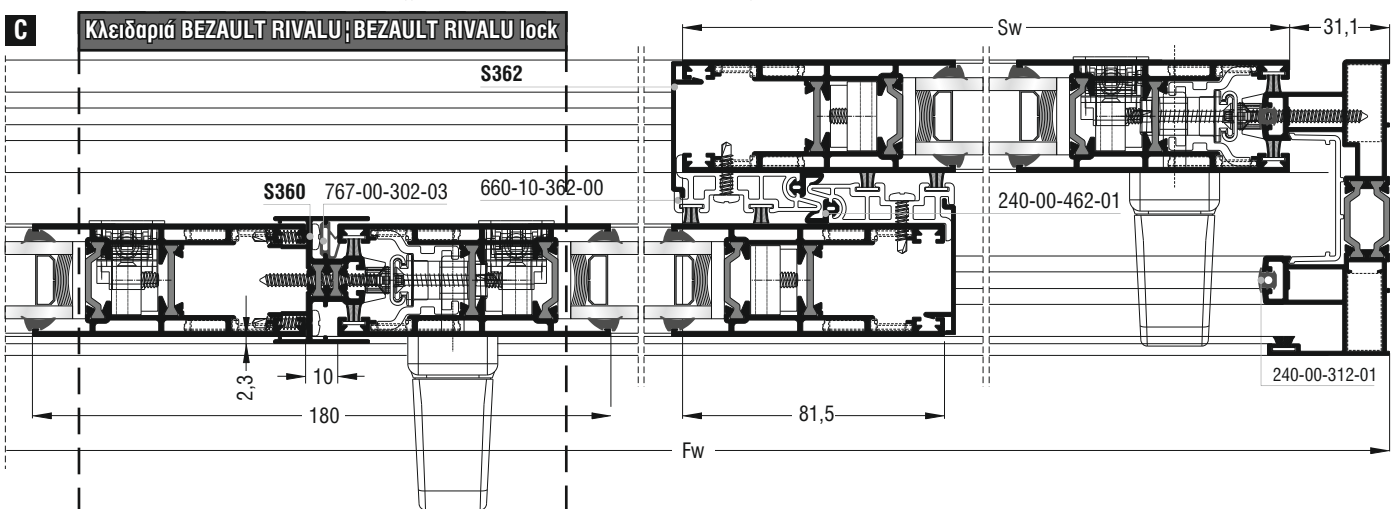 C
Κλειδαριά BEZAULT RIVALU ¦ BEZAULT RIVALU lock
Sw
31,1
S362
S360
767-00-302-03
660-10-362-00
240-00-462-01
240-00-312-01
2,3
10
180
81,5
Fw